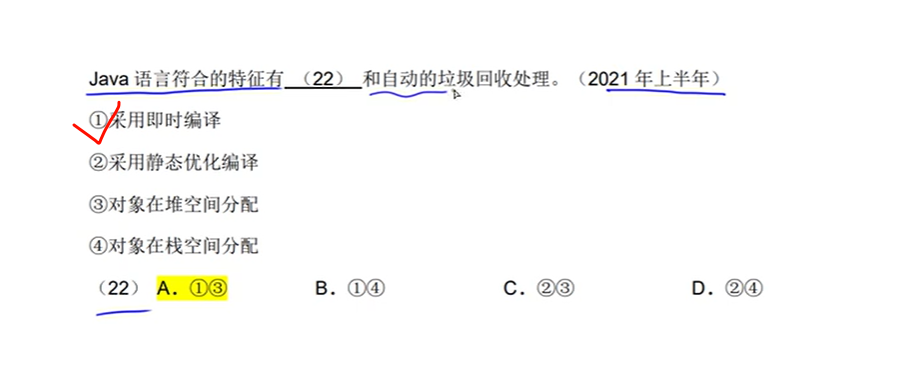 Java 语言符合的特征有 （22） 和自动的垃圾回收处理。（2021 年上半年）
①采用即时编译
②采用静态优化编译
③对象在堆空间分配
④对象在栈空间分配
（22） A．①③ B．①④ C．②③ D．②④